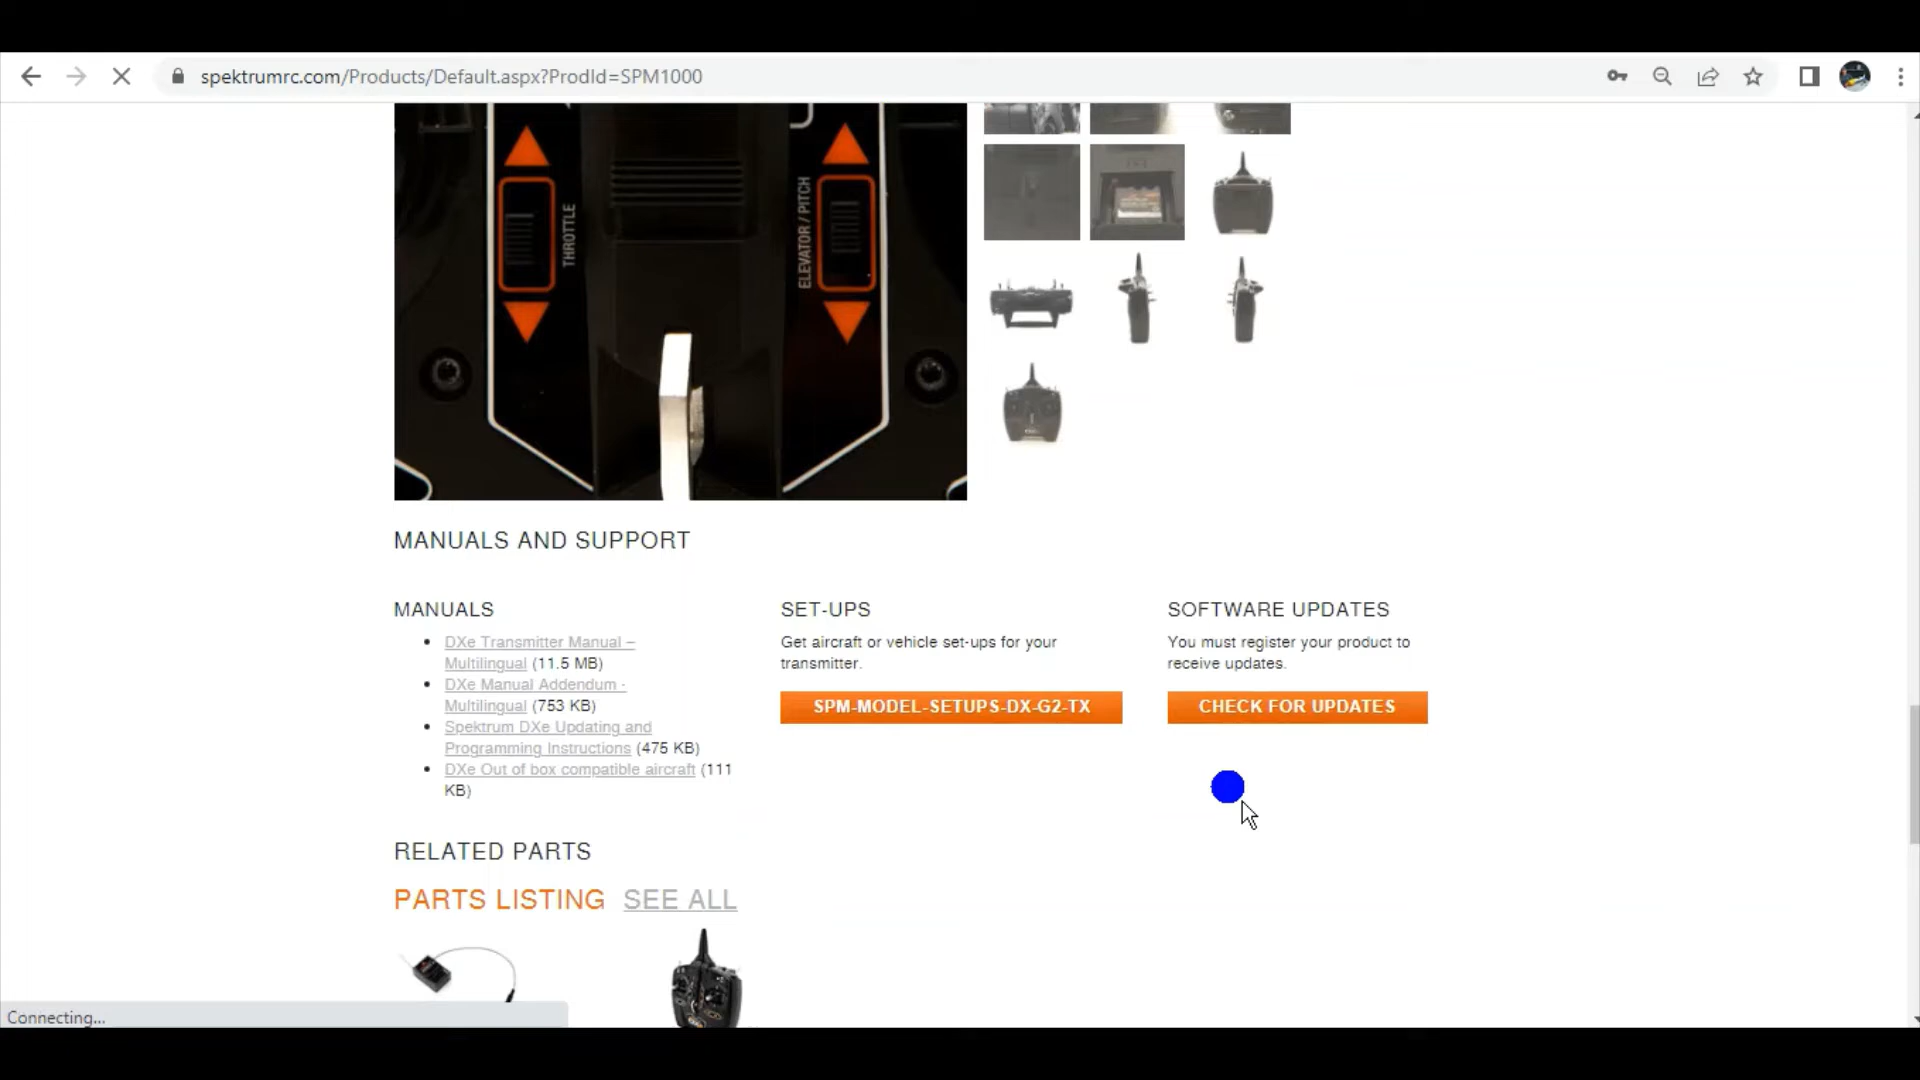 spektrumrc.com/Products/Default.aspx?ProdId=SPM1000
THROTTLE
ELEVATOR / PITCH
MANUALS AND SUPPORT
MANUALS
DXe Transmitter Manual –
Multilingual (11.5 MB)
DXe Manual Addendum -
Multilingual (753 KB)
Spektrum DXe Updating and
Programming Instructions (475 KB)
DXe Out of box compatible aircraft (111
KB)
SET-UPS
Get aircraft or vehicle set-ups for your
transmitter.
SPM-MODEL-SETUPS-DX-G2-TX
SOFTWARE UPDATES
You must register your product to
receive updates.
CHECK FOR UPDATES
RELATED PARTS
PARTS LISTING SEE ALL
Connecting...